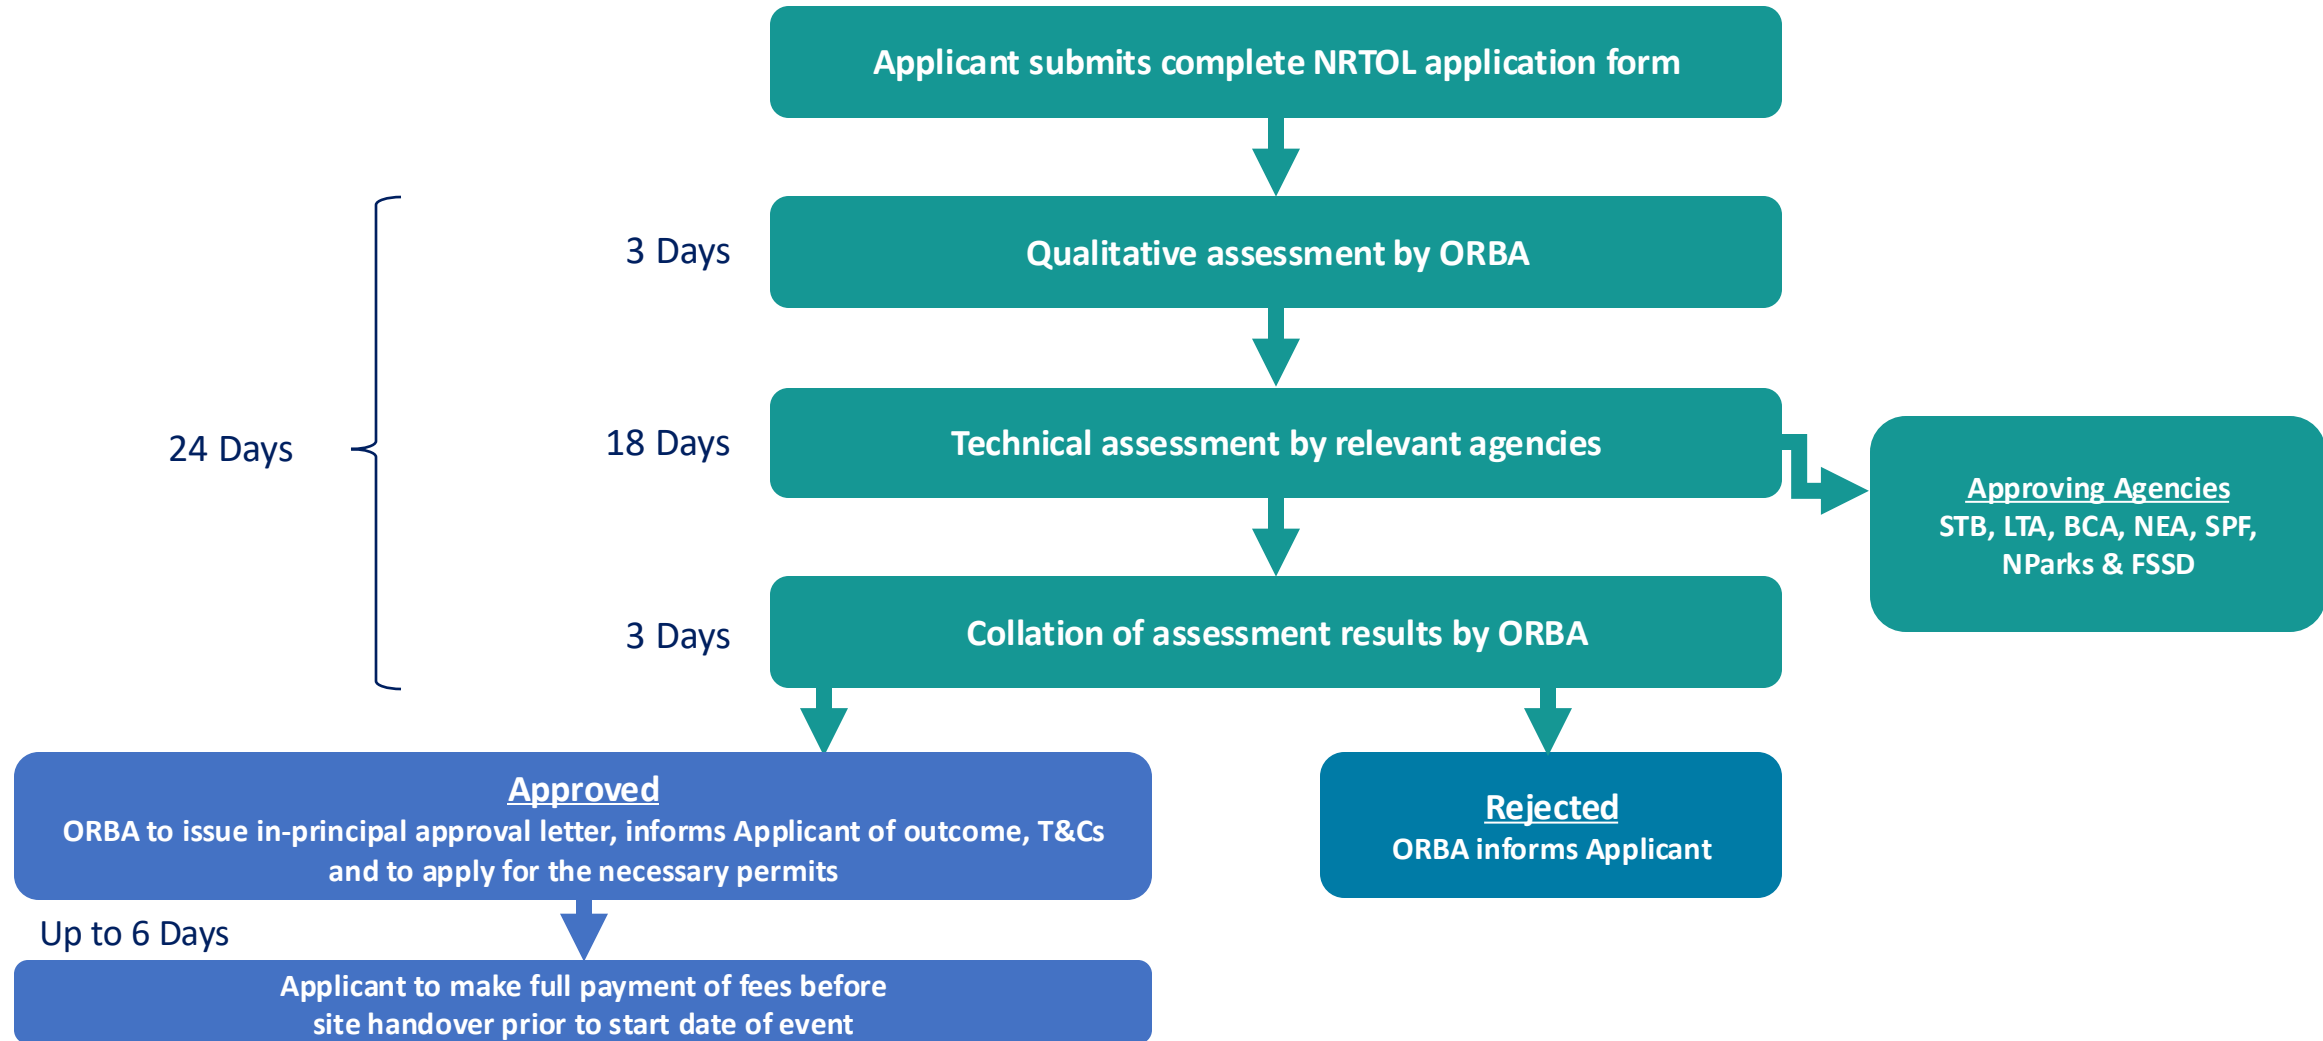 Applicant submits complete NRTOL application form
3 Days
Qualitative assessment by ORBA
24 Days
18 Days
Technical assessment by relevant agencies
Approving Agencies
STB, LTA, BCA, NEA, SPF,
NParks & FSSD
3 Days
Collation of assessment results by ORBA
Approved
ORBA to issue in-principal approval letter, informs Applicant of outcome, T&Cs
and to apply for the necessary permits
Rejected
ORBA informs Applicant
Up to 6 Days
Applicant to make full payment of fees before
site handover prior to start date of event